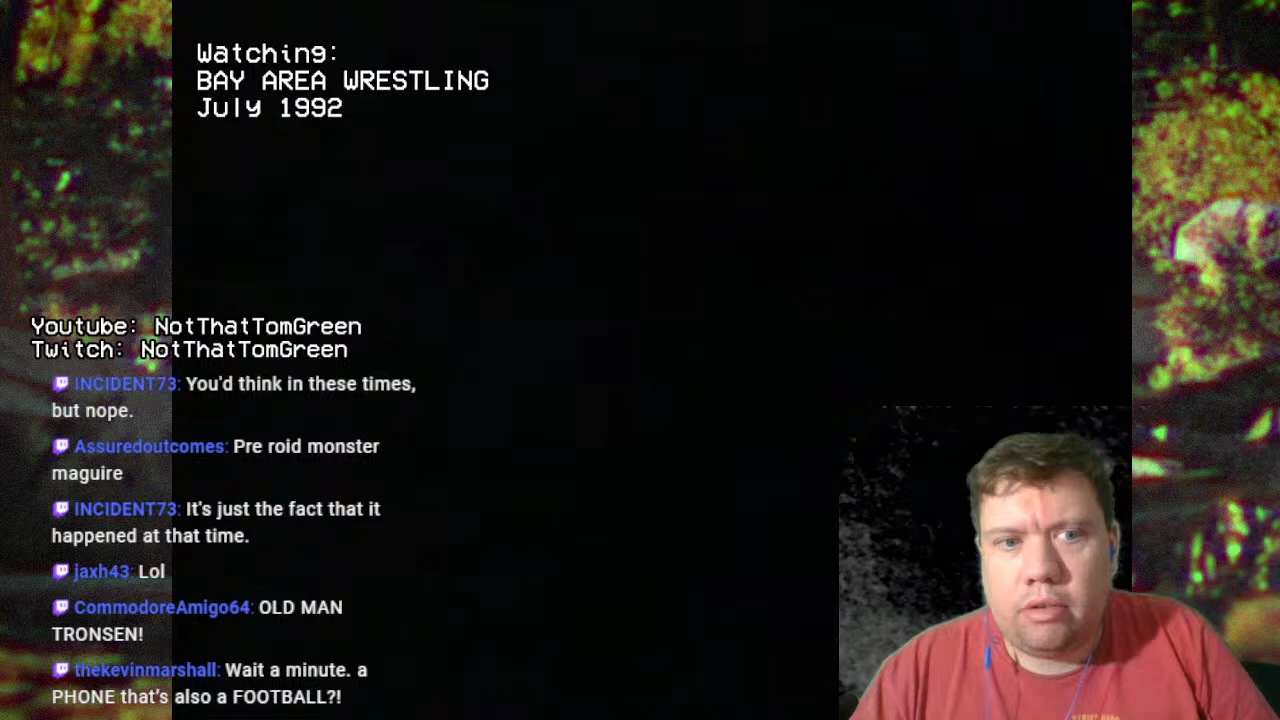 Watching:
BAY AREA WRESTLING
July 1992
Youtube: NotThatTomGreen
Twitch: NotThatTomGreen
INCIDENT73: You'd think in these times,
but nope.
Assuredoutcomes: Pre roid monster
maguire
INCIDENT73: It's just the fact that it
happened at that time.
jaxh43: Lol
CommodoreAmigo64: OLD MAN
TRONSEN!
thekevinmarshall: Wait a minute. a
PHONE that's also a FOOTBALL?!